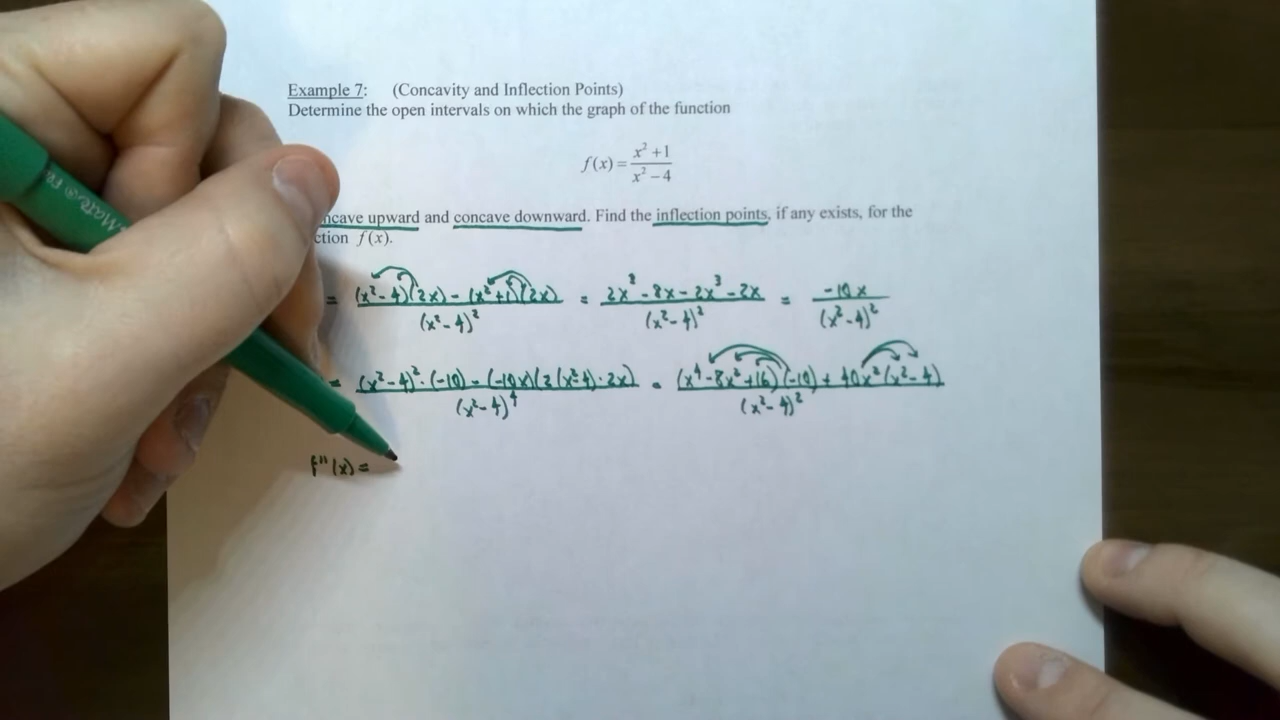 Example 7: (Concavity and Inflection Points)
Determine the open intervals on which the graph of the function
f(x) = (x² + 1)/(x² − 4)
ncave upward and concave downward. Find the inflection points, if any exists, for the
ction f(x).
= ((x²-4)(2x) - (x²+1)(2x))/(x²-4)² = (2x³ - 8x - 2x³ - 2x)/(x²-4)² = (-10x)/(x²-4)²
= ((x²-4)²·(-10) - (-10x)(2(x²-4)·2x))/(x²-4)⁴ = ((x⁴-8x²+16)(-10) + 40x²(x²-4))/(x²-4)²
f''(x) =
Mate